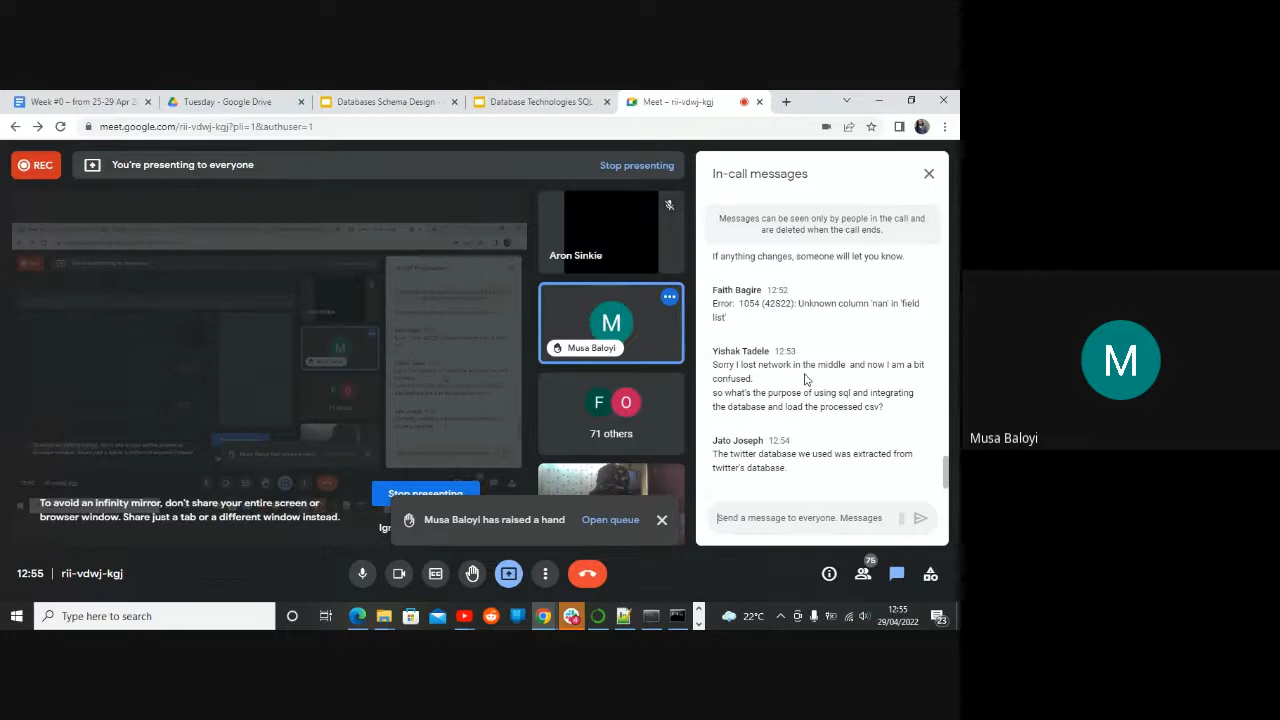 Week #0 – from 25-29 Apr 2
Tuesday - Google Drive
Databases Schema Design -
Database Technologies SQL
Meet – rii-vdwj-kgj
meet.google.com/rii-vdwj-kgj?pli=1&authuser=1
REC
You're presenting to everyone
Stop presenting
In-call messages
Messages can be seen only by people in the call and
are deleted when the call ends.
If anything changes, someone will let you know.
Faith Bagire 12:52
Error: 1054 (42S22): Unknown column 'nan' in 'field
list'
Yishak Tadele 12:53
Sorry I lost network in the middle and now I am a bit
confused.
so what's the purpose of using sql and integrating
the database and load the processed csv?
Jato Joseph 12:54
The twitter database we used was extracted from
twitter's database.
Send a message to everyone. Messages
Aron Sinkie
M
Musa Baloyi
F O
71 others
Stop presenting
To avoid an infinity mirror, don't share your entire screen or
browser window. Share just a tab or a different window instead.
Ign
Musa Baloyi has raised a hand
Open queue
12:55 | rii-vdwj-kgj
75
Type here to search
22°C
12:55
29/04/2022
23
M
Musa Baloyi